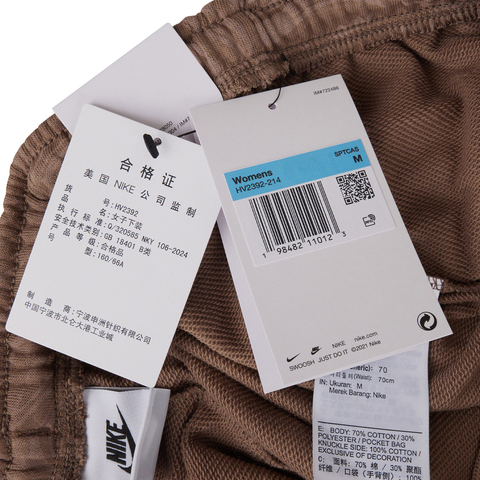 合格证
美国 NIKE 公司监制
货 号: HV2392
品 名: 女子下装
执行标准: Q/320585 NKY 106-2024
安全技术类别: GB 18401 B类
等 级: 合格品
型: 160/66A
制造商: 宁波申洲针织有限公司
中国宁波市北仑大港工业城
IM#722486
Womens
HV2392-214
SPTCAS
M
1 98482 11012 3
NIKE nike.com
SWOOSH JUST DO IT ©2021 Nike
NIKE
70
70cm
IN: Ukuran: M
Merek Barang: Nike
E: BODY: 70% COTTON / 30%
POLYESTER / POCKET BAG
KNUCKLE SIDE: 100% COTTON
/ EXCLUSIVE OF DECORATION
C: 面料: 70% 棉 / 30% 聚酯
纤维 / 口袋 (手背侧): 100%